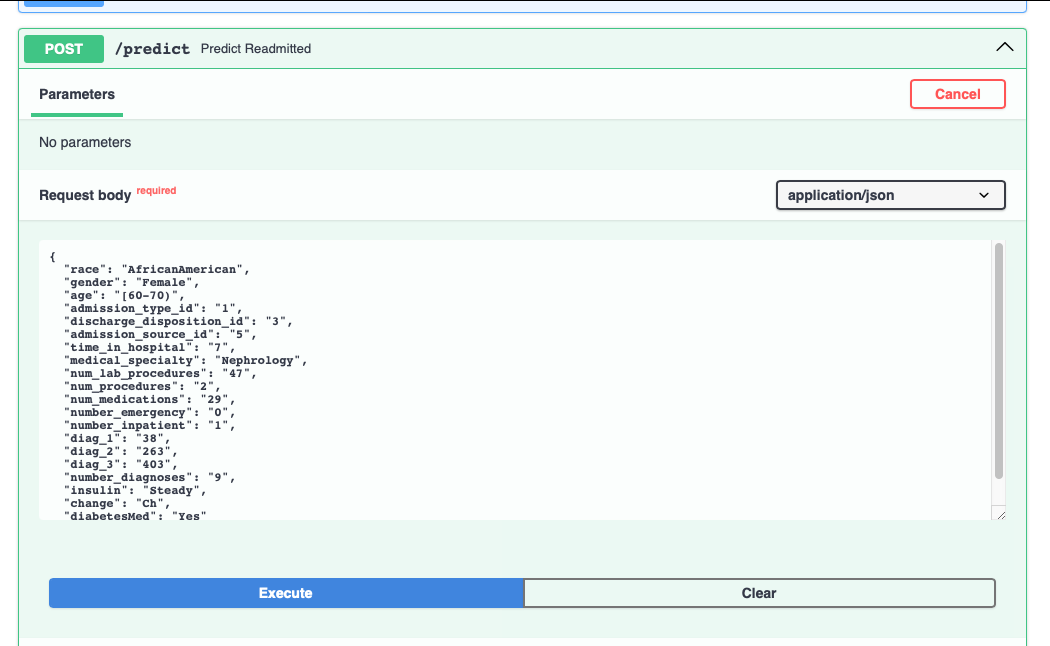 POST /predict Predict Readmitted
Parameters
Cancel
No parameters
Request body required
application/json
{
"race": "AfricanAmerican",
"gender": "Female",
"age": "[60-70)",
"admission_type_id": "1",
"discharge_disposition_id": "3",
"admission_source_id": "5",
"time_in_hospital": "7",
"medical_specialty": "Nephrology",
"num_lab_procedures": "47",
"num_procedures": "2",
"num_medications": "29",
"number_emergency": "0",
"number_inpatient": "1",
"diag_1": "38",
"diag_2": "263",
"diag_3": "403",
"number_diagnoses": "9",
"insulin": "Steady",
"change": "Ch",
"diabetesMed": "Yes"
Execute
Clear